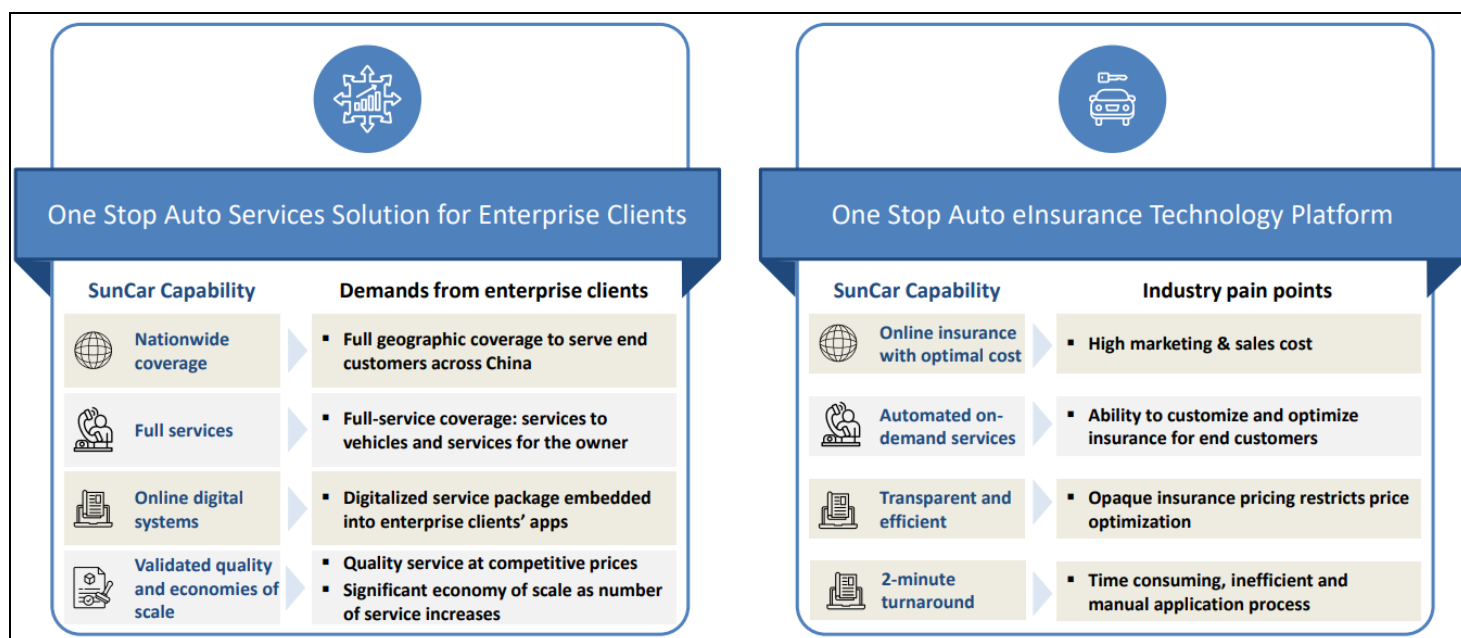 One Stop Auto Services Solution for Enterprise Clients
SunCar Capability
Demands from enterprise clients
Nationwide
coverage
▪ Full geographic coverage to serve end
customers across China
Full services
▪ Full-service coverage: services to
vehicles and services for the owner
Online digital
systems
▪ Digitalized service package embedded
into enterprise clients’ apps
Validated quality
and economies of
scale
▪ Quality service at competitive prices
▪ Significant economy of scale as number
of service increases
One Stop Auto eInsurance Technology Platform
SunCar Capability
Industry pain points
Online insurance
with optimal cost
▪ High marketing & sales cost
Automated on-
demand services
▪ Ability to customize and optimize
insurance for end customers
Transparent and
efficient
▪ Opaque insurance pricing restricts price
optimization
2-minute
turnaround
▪ Time consuming, inefficient and
manual application process